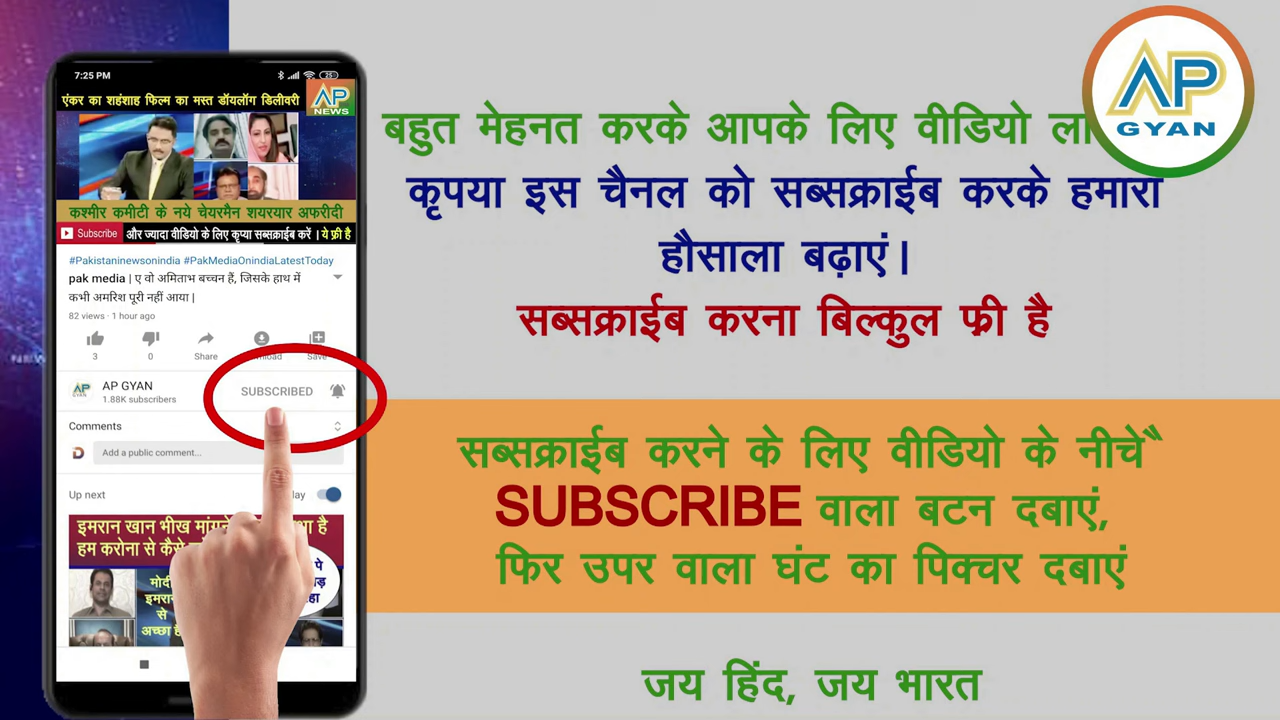 7:25 PM
25
एंकर का शहंशाह फिल्म का मस्त डॉयलॉग डिलीवरी
AP
NEWS
कश्मीर कमीटी के नये चेयरमैन शयरयार अफरीदी
Subscribe
और ज्यादा वीडियो के लिए कृप्या सब्सक्राईब करें । ये फ्री है
#Pakistaninewsonindia #PakMediaOnindiaLatestToday
pak media | ए वो अमिताभ बच्चन हैं, जिसके हाथ में
कभी अमरिश पूरी नहीं आया |
82 views · 1 hour ago
3 0 Share Save
AP GYAN
SUBSCRIBED
1.88K subscribers
Comments
D
Add a public comment...
Up next
इमरान खान भीख मांगने है
हम करोना से कैसे
मोदी
इमरान
से
अच्छा है
पे
हा
AP
GYAN
बहुत मेहनत करके आपके लिए वीडियो
कृपया इस चैनल को सब्सक्राईब करके हमारा
हौसाला बढ़ाएं।
सब्सक्राईब करना बिल्कुल फ्री है
सब्सक्राईब करने के लिए वीडियो के नीचे"
SUBSCRIBE वाला बटन दबाएं,
फिर उपर वाला घंट का पिक्चर दबाएं
जय हिंद, जय भारत